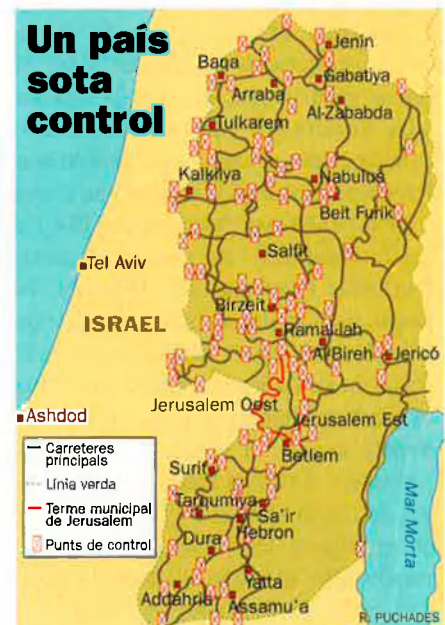 Un país
sota
control
Jenin
Baqa
Gabatiya
Arraba
Al-Zababda
Tulkarem
Kalkilya
Nabulus
Beit Furik
Salfit
Tel Aviv
Birzeit
ISRAEL
Ramal·lah
Al-Bireh
Jericó
Jerusalem Oest
Ashdod
Jerusalem Est
Carreteres
principals
Línia verda
Terme municipal
de Jerusalem
Punts de control
Betlem
Surif
Tarqumiya
Sa'ir
Hebron
Dura
Yatta
Addahria
Assamu'a
Mar Morta
R. PUCHADES